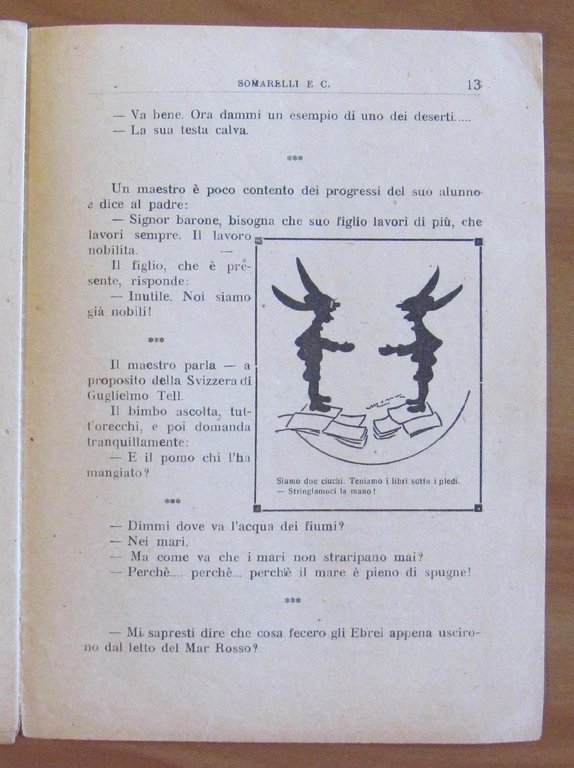 SOMARELLI E C. 13
— Va bene. Ora dammi un esempio di uno dei deserti.....
— La sua testa calva.
***
Un maestro è poco contento dei progressi del suo alunno
e dice al padre:
— Signor barone, bisogna che suo figlio lavori di più, che
lavori sempre. Il lavoro
nobilita. —
Il figlio, che è pre-
sente, risponde:
— Inutile. Noi siamo
già nobili!
***
Il maestro parla — a
proposito della Svizzera di
Guglielmo Tell.
Il bimbo ascolta, tut-
t'orecchi, e poi domanda
tranquillamente:
— E il pomo chi l'ha
mangiato?
Siamo due ciuchi. Teniamo i libri sotto i piedi.
— Stringiamoci la mano!
***
— Dimmi dove va l'acqua dei fiumi?
— Nei mari.
— Ma come va che i mari non straripano mai?
— Perchè.... perchè... perchè il mare è pieno di spugne!
***
— Mi sapresti dire che cosa fecero gli Ebrei appena usciro-
no dal letto del Mar Rosso?